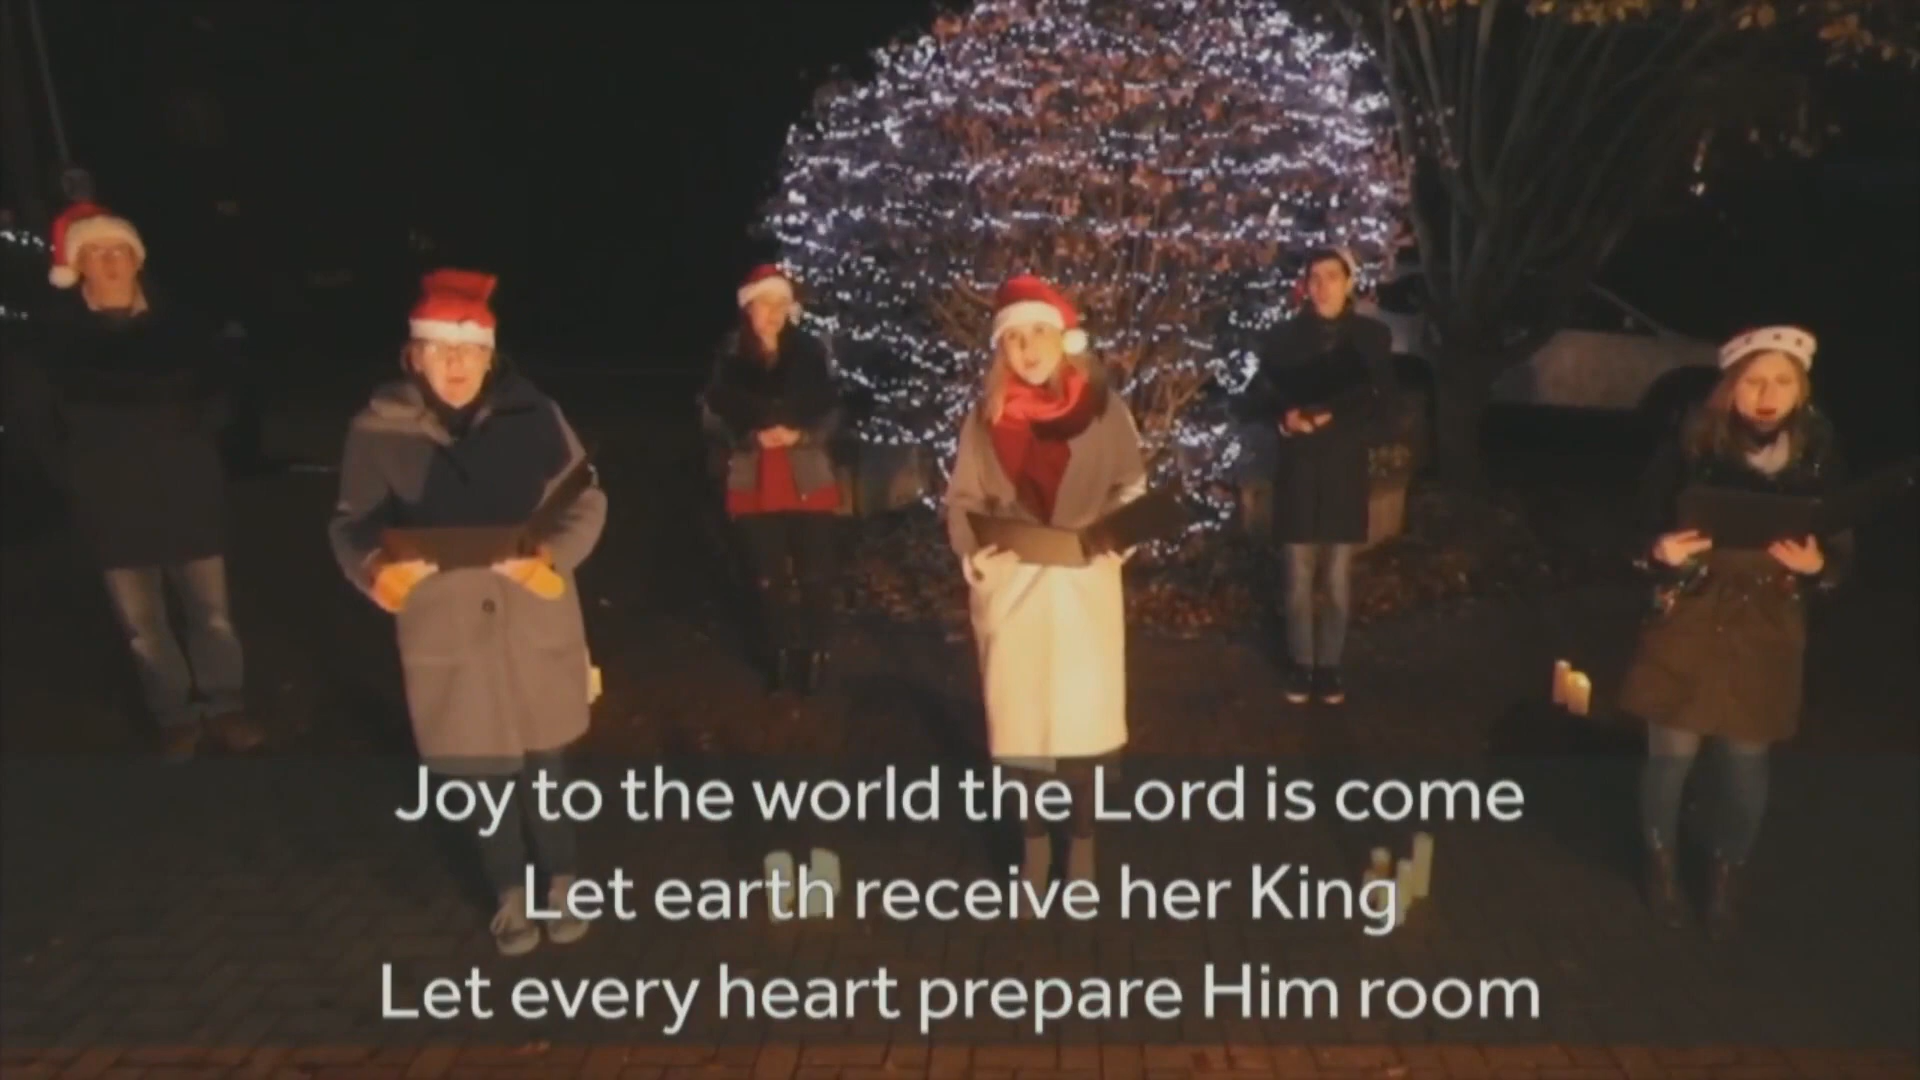 Joy to the world the Lord is come
Let earth receive her King
Let every heart prepare Him room